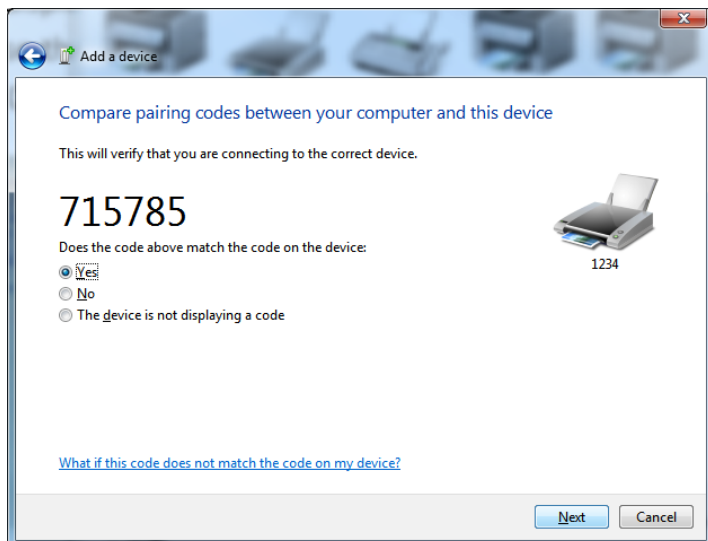 Add a device
Compare pairing codes between your computer and this device
This will verify that you are connecting to the correct device.
715785
Does the code above match the code on the device:
1234
Yes
No
The device is not displaying a code
What if this code does not match the code on my device?
Next Cancel